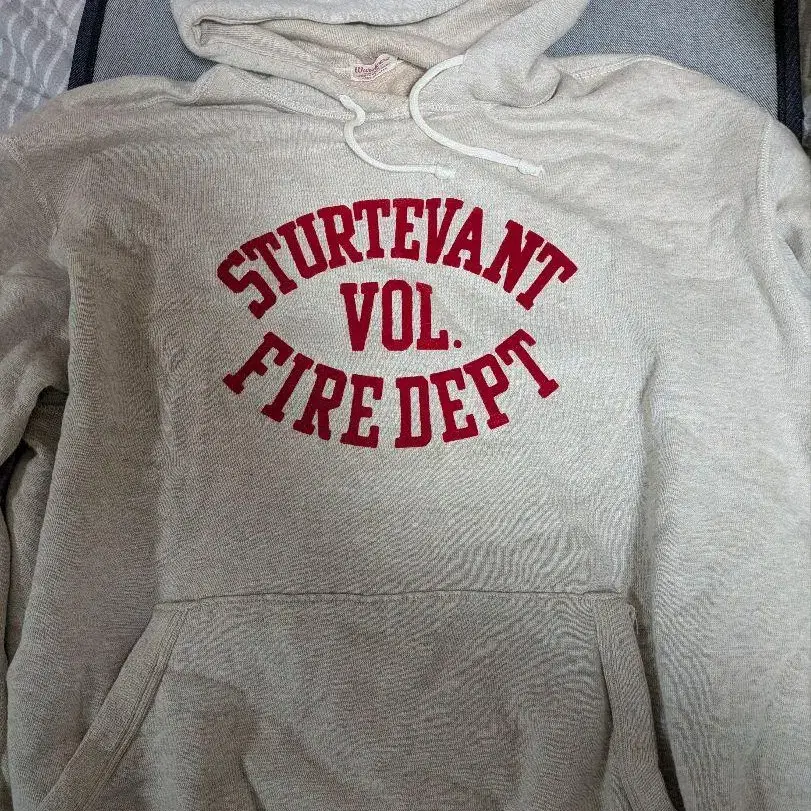 STURTEVANT
VOL.
FIRE DEPT